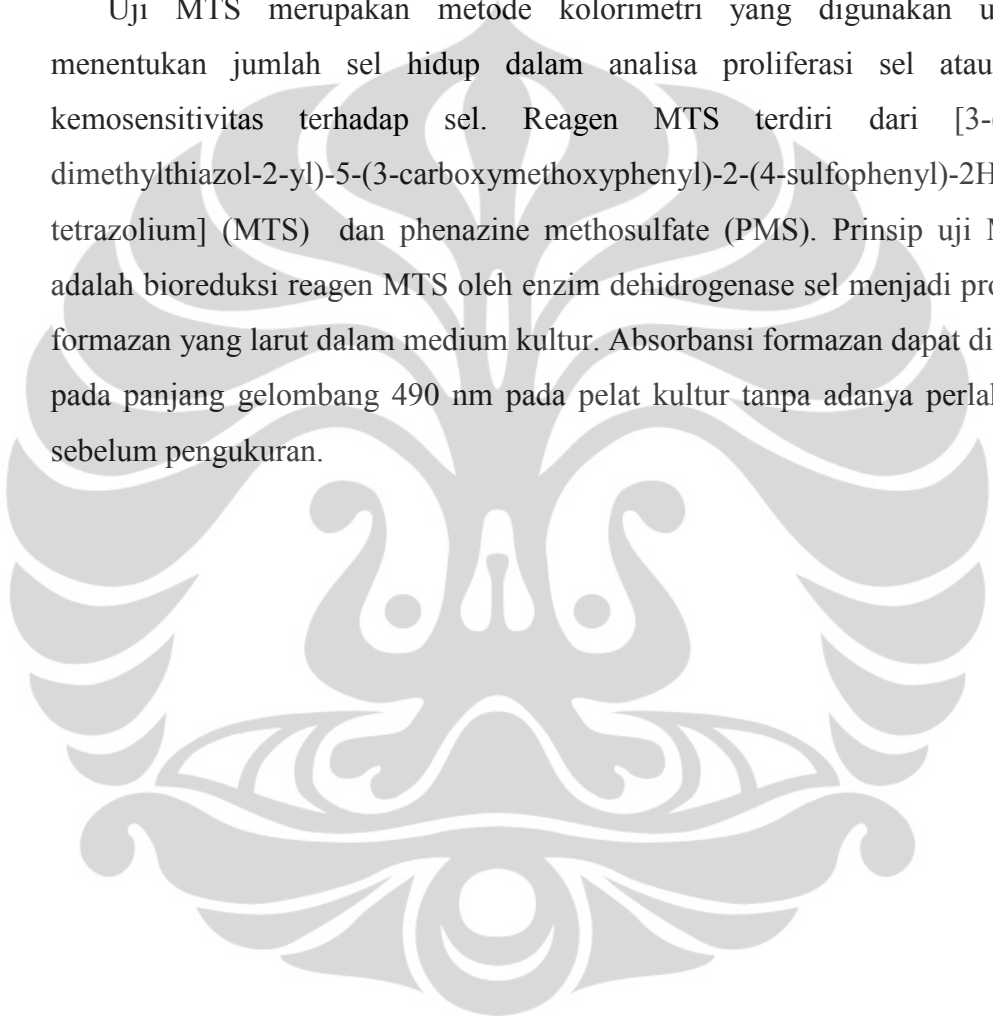 Uji MTS merupakan metode kolorimetri yang digunakan u
menentukan jumlah sel hidup dalam analisa proliferasi sel atau
kemosensitivitas terhadap sel. Reagen MTS terdiri dari [3-(
dimethylthiazol-2-yl)-5-(3-carboxymethoxyphenyl)-2-(4-sulfophenyl)-2H
tetrazolium] (MTS) dan phenazine methosulfate (PMS). Prinsip uji M
adalah bioreduksi reagen MTS oleh enzim dehidrogenase sel menjadi pro
formazan yang larut dalam medium kultur. Absorbansi formazan dapat di
pada panjang gelombang 490 nm pada pelat kultur tanpa adanya perla
sebelum pengukuran.